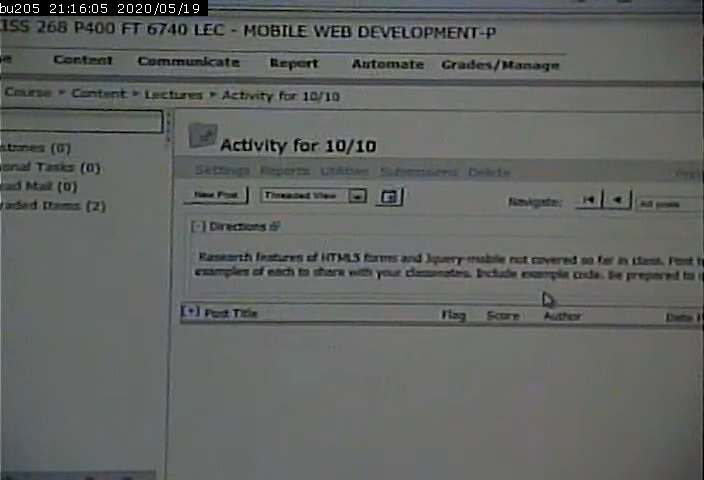 bu205 21:16:05 2020/05/19
ISS 268 P400 FT 6740 LEC - MOBILE WEB DEVELOPMENT-P
Content Communicate Report Automate Grades/Manage
Course ▸ Content ▸ Lectures ▸ Activity for 10/10
Activity for 10/10
stones (0)
onal Tasks (0)
ead Mail (0)
raded Items (2)
Settings Reports Utilities Submissions Delete
New Post Threaded View Navigate: All posts
[-] Directions
Research features of HTML5 forms and Jquery-mobile not covered so far in class. Post
examples of each to share with your classmates. Include example code. Be prepared to
[+] Post Title Flag Score Author Date